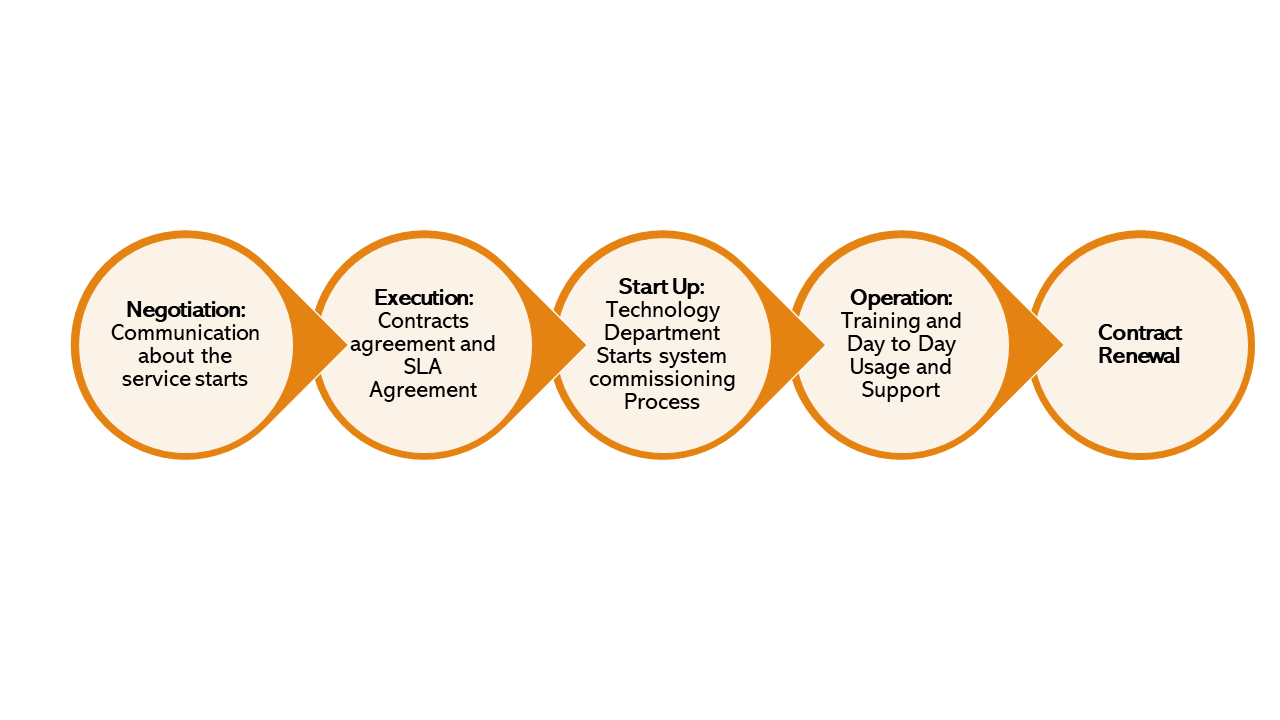 Negotiation:
Communication
about the
service starts
Execution:
Contracts
agreement and
SLA
Agreement
Start Up:
Technology
Department
Starts system
commissioning
Process
Operation:
Training and
Day to Day
Usage and
Support
Contract
Renewal